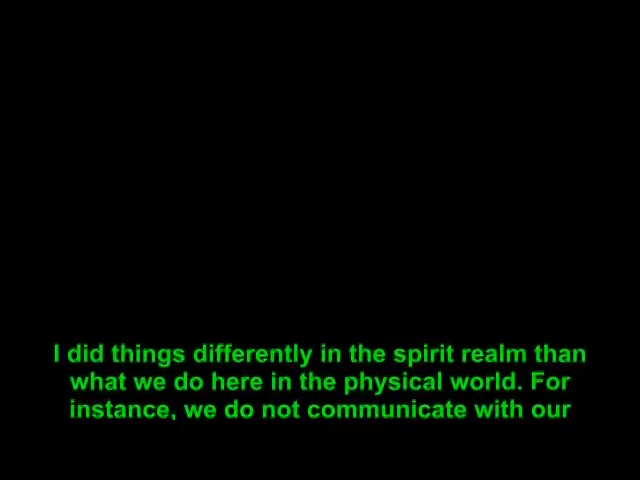 I did things differently in the spirit realm than
what we do here in the physical world. For
instance, we do not communicate with our